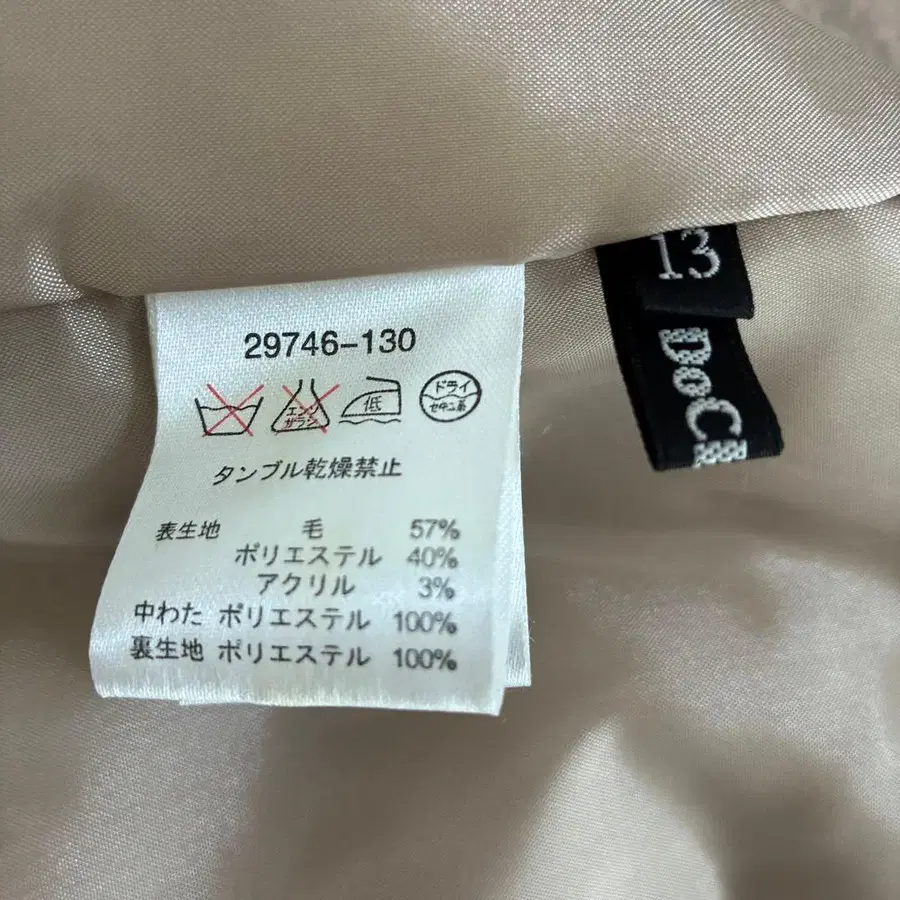 29746-130
エンソ
サラシ
低
ドライ
セキユ系
タンブル乾燥禁止
表生地 毛 57%
ポリエステル 40%
アクリル 3%
中わた ポリエステル 100%
裏生地 ポリエステル 100%
13